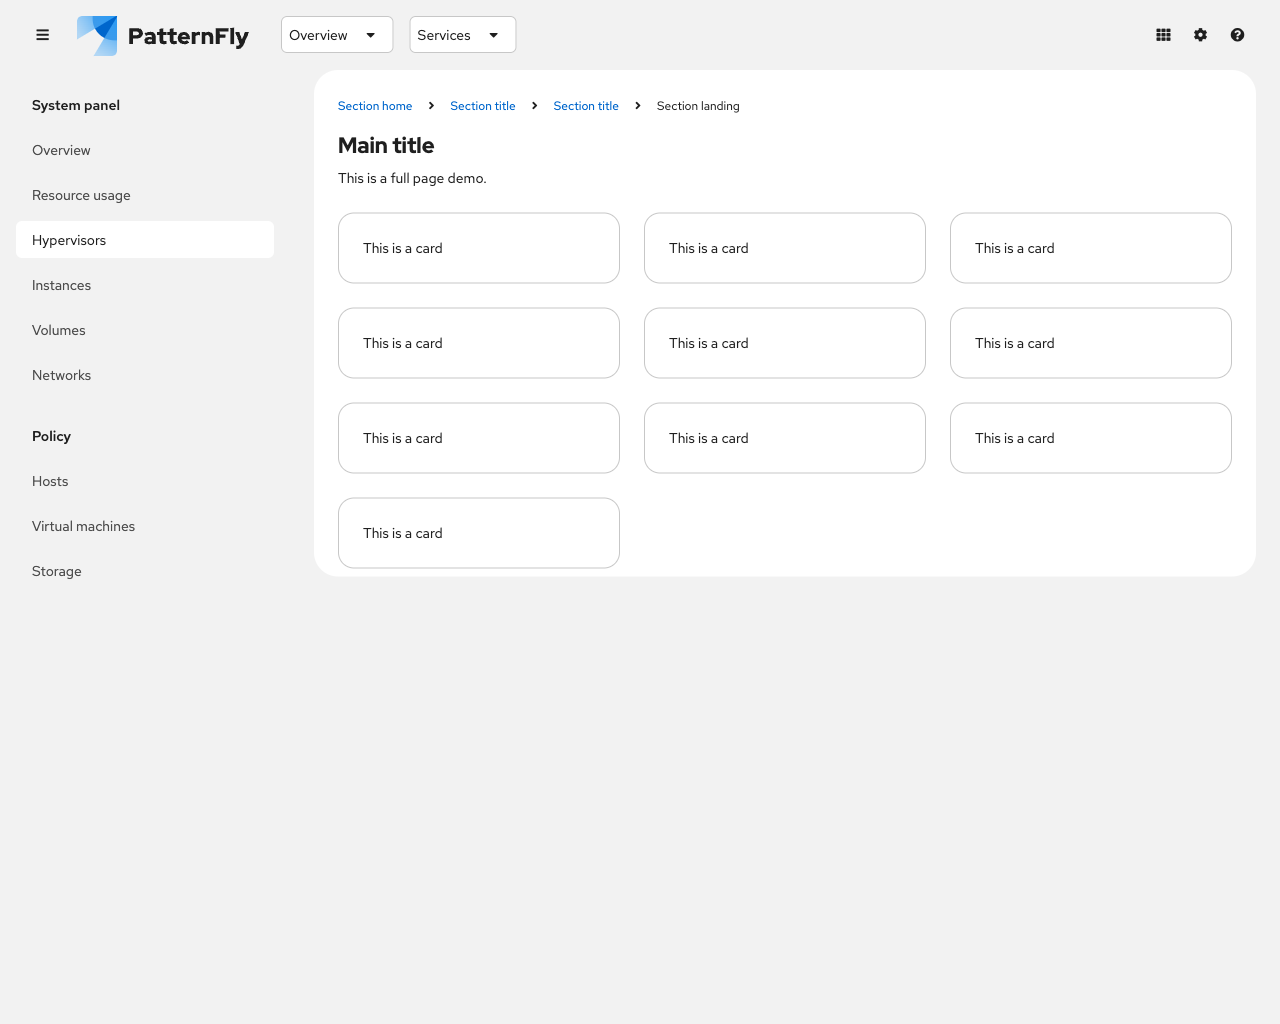 PatternFly
Overview
Services
System panel
Overview
Resource usage
Hypervisors
Instances
Volumes
Networks
Policy
Hosts
Virtual machines
Storage
Section home
Section title
Section title
Section landing
Main title
This is a full page demo.
This is a card
This is a card
This is a card
This is a card
This is a card
This is a card
This is a card
This is a card
This is a card
This is a card